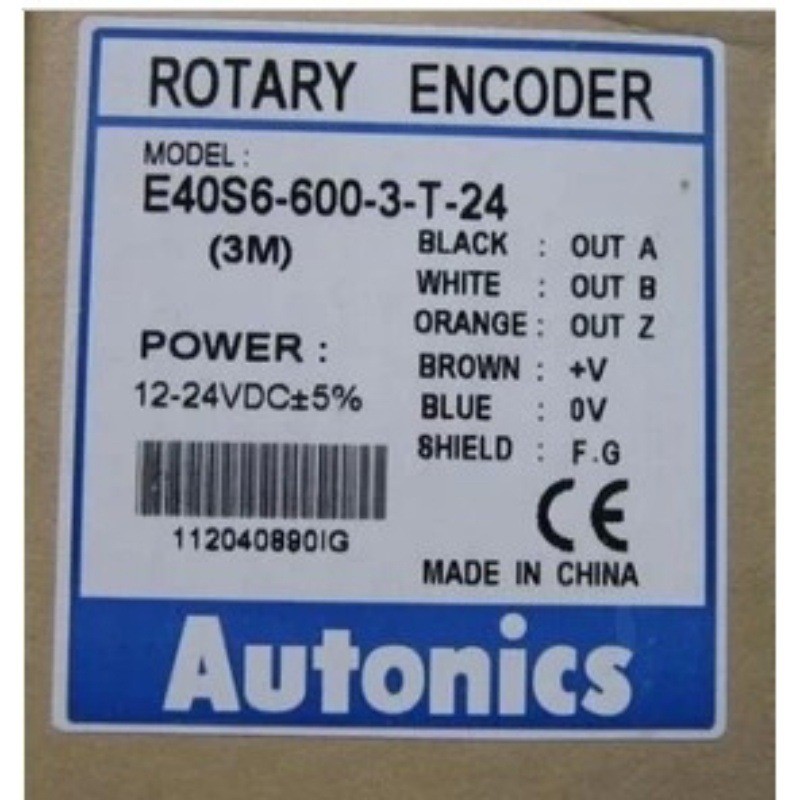 ROTARY ENCODER
MODEL :
E40S6-600-3-T-24
(3M)
BLACK : OUT A
WHITE : OUT B
ORANGE : OUT Z
BROWN : +V
BLUE : 0V
SHIELD : F.G
POWER :
12-24VDC±5%
112040890IG
CE
MADE IN CHINA
Autonics